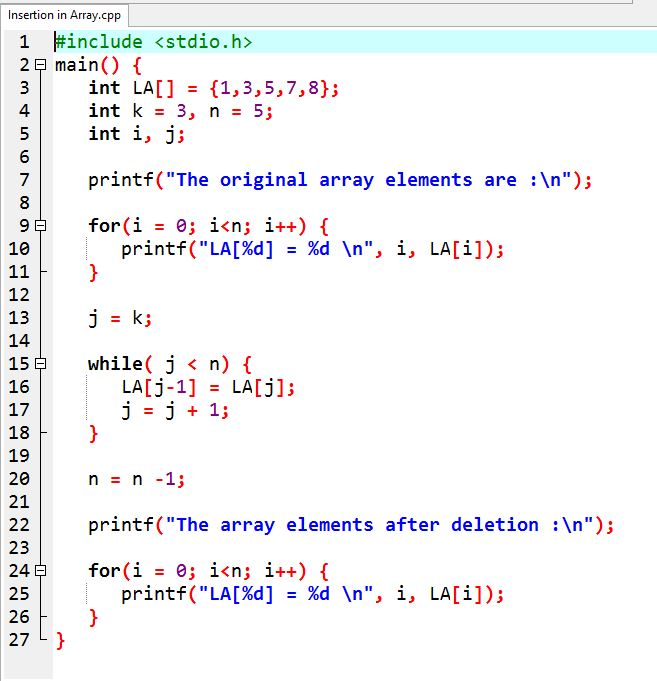 Insertion in Array.cpp
1 #include <stdio.h>
2 main() {
3    int LA[] = {1,3,5,7,8};
4    int k = 3, n = 5;
5    int i, j;
6
7    printf("The original array elements are :\n");
8
9    for(i = 0; i<n; i++) {
10       printf("LA[%d] = %d \n", i, LA[i]);
11    }
12
13    j = k;
14
15    while( j < n) {
16       LA[j-1] = LA[j];
17       j = j + 1;
18    }
19
20    n = n -1;
21
22    printf("The array elements after deletion :\n");
23
24    for(i = 0; i<n; i++) {
25       printf("LA[%d] = %d \n", i, LA[i]);
26    }
27 }